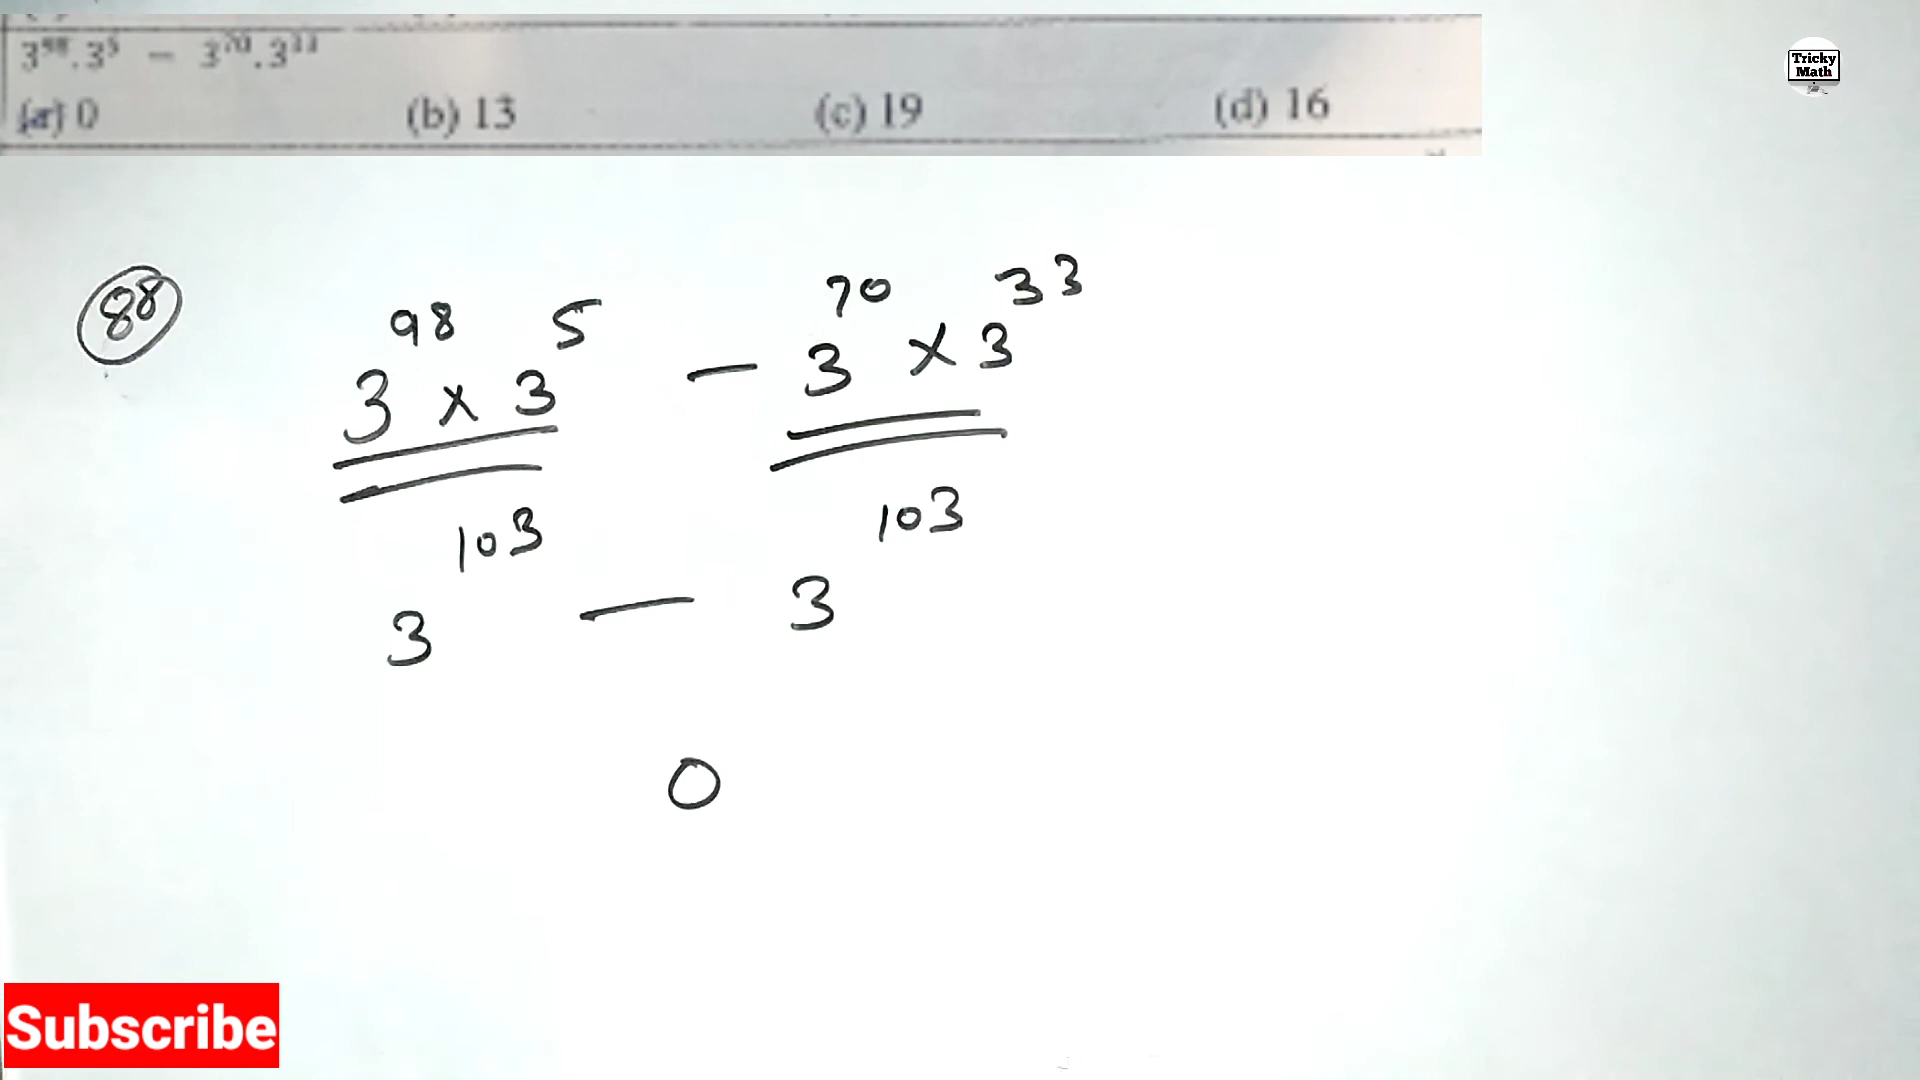 3⁹⁸.3⁵ – 3⁷⁰.3³³
(a) 0 (b) 13 (c) 19 (d) 16
Tricky
Math
88
3⁹⁸ × 3⁵ – 3⁷⁰ × 3³³
3¹⁰³ – 3¹⁰³
0
Subscribe